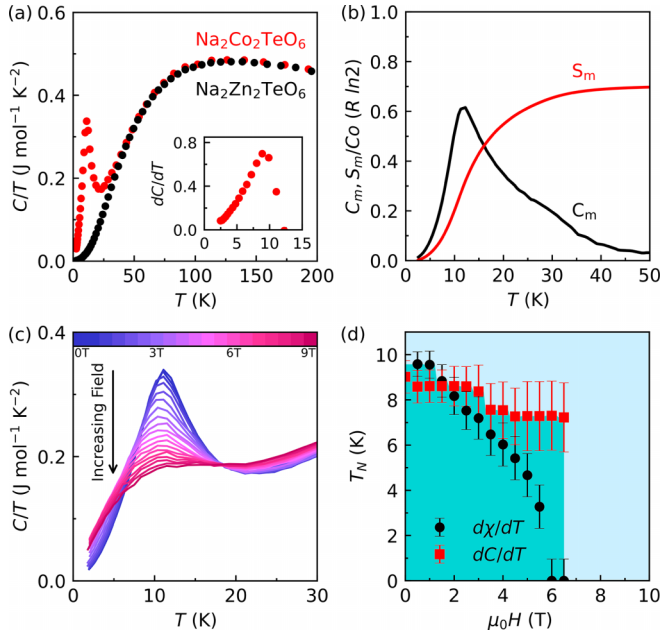 (a)
Na₂Co₂TeO₆
Na₂Zn₂TeO₆
C/T (J mol⁻¹ K⁻²)
0.6
0.4
0.2
0.0
0 50 100 150 200
T (K)
dC/dT
0.8
0.4
0.0
0 5 10 15
(b)
Cₘ, Sₘ/Co (R ln2)
1.0
0.8
0.6
0.4
0.2
0.0
Sₘ
Cₘ
0 10 20 30 40 50
T (K)
(c)
0T 3T 6T 9T
Increasing Field
C/T (J mol⁻¹ K⁻²)
0.4
0.2
0.0
0 10 20 30
T (K)
(d)
T_N (K)
10
8
6
4
2
0
dχ/dT
dC/dT
0 2 4 6 8 10
μ₀H (T)